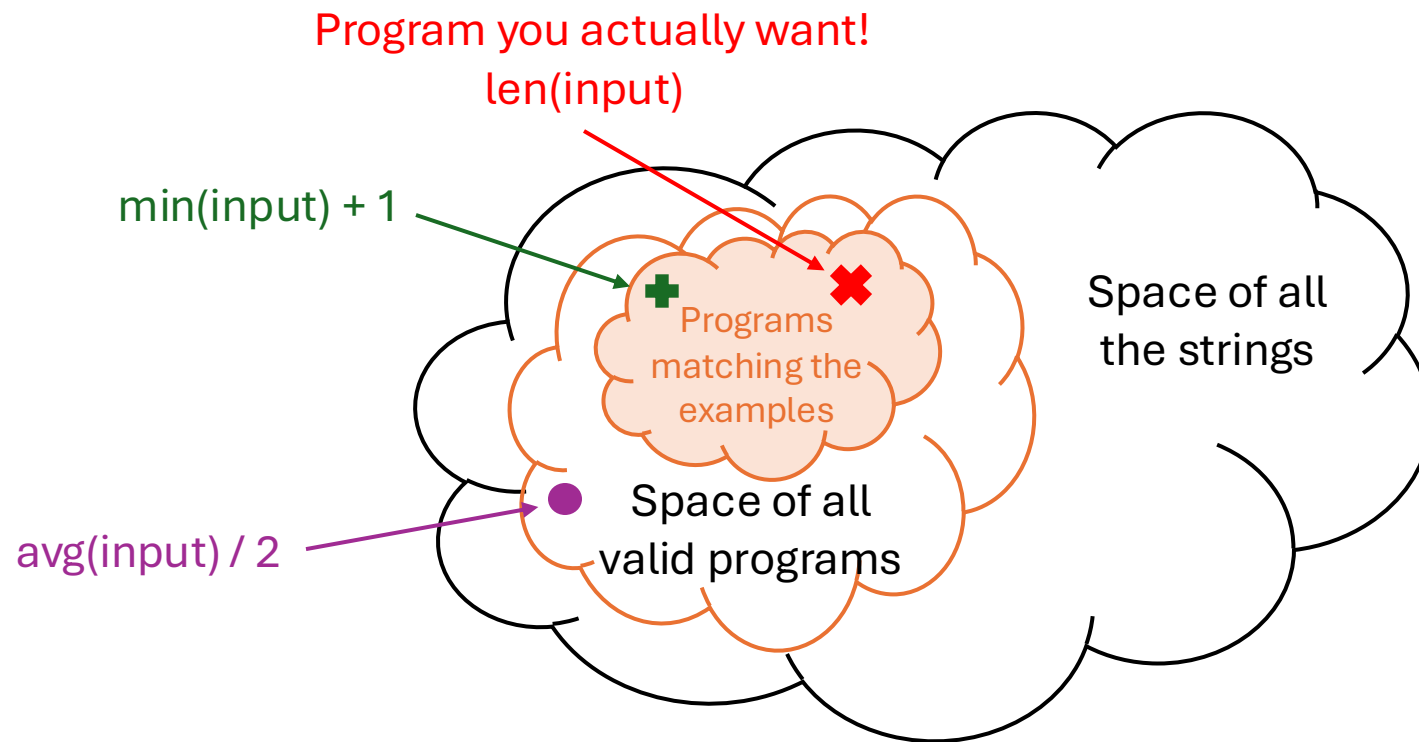 Program you actually want!
len(input)
min(input) + 1
Space of all
the strings
Programs
matching the
examples
Space of all
valid programs
avg(input) / 2